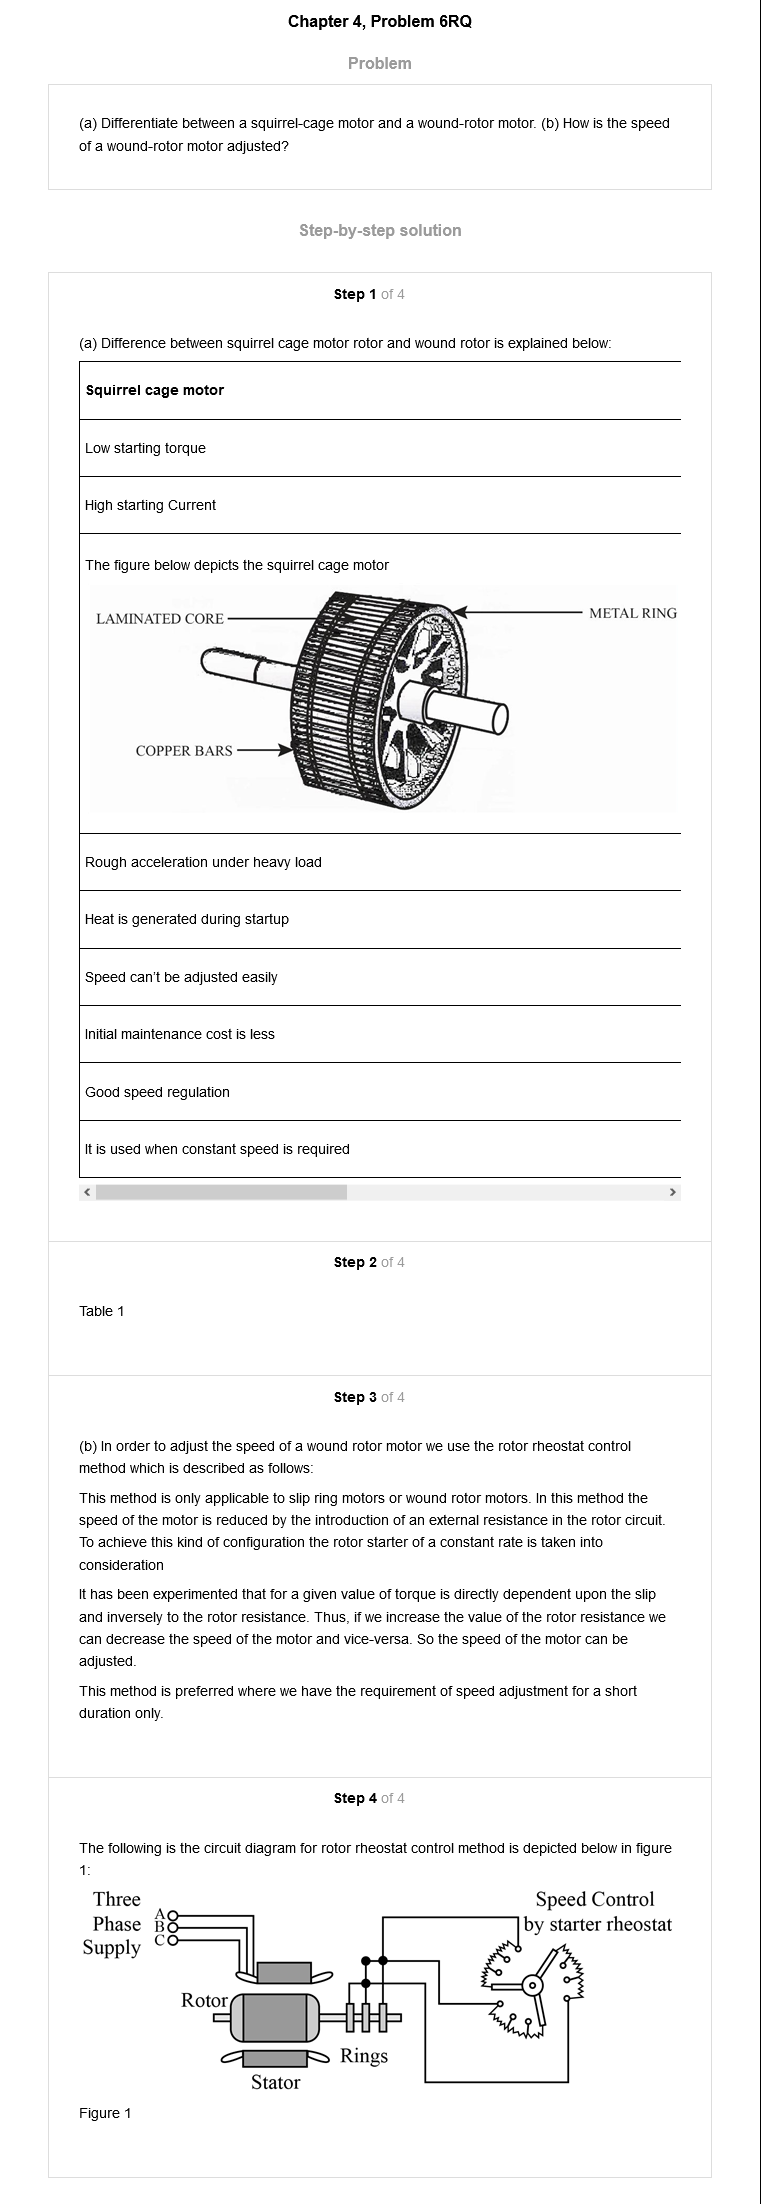 Chapter 4, Problem 6RQ
Problem
(a) Differentiate between a squirrel-cage motor and a wound-rotor motor. (b) How is the speed
of a wound-rotor motor adjusted?
Step-by-step solution
Step 1 of 4
(a) Difference between squirrel cage motor rotor and wound rotor is explained below:
Squirrel cage motor
Low starting torque
High starting Current
The figure below depicts the squirrel cage motor
LAMINATED CORE
METAL RING
COPPER BARS
Rough acceleration under heavy load
Heat is generated during startup
Speed can't be adjusted easily
Initial maintenance cost is less
Good speed regulation
It is used when constant speed is required
Step 2 of 4
Table 1
Step 3 of 4
(b) In order to adjust the speed of a wound rotor motor we use the rotor rheostat control
method which is described as follows:
This method is only applicable to slip ring motors or wound rotor motors. In this method the
speed of the motor is reduced by the introduction of an external resistance in the rotor circuit.
To achieve this kind of configuration the rotor starter of a constant rate is taken into
consideration
It has been experimented that for a given value of torque is directly dependent upon the slip
and inversely to the rotor resistance. Thus, if we increase the value of the rotor resistance we
can decrease the speed of the motor and vice-versa. So the speed of the motor can be
adjusted.
This method is preferred where we have the requirement of speed adjustment for a short
duration only.
Step 4 of 4
The following is the circuit diagram for rotor rheostat control method is depicted below in figure
1:
Three
Phase
Supply
A
B
C
Speed Control
by starter rheostat
Rotor
Rings
Stator
Figure 1